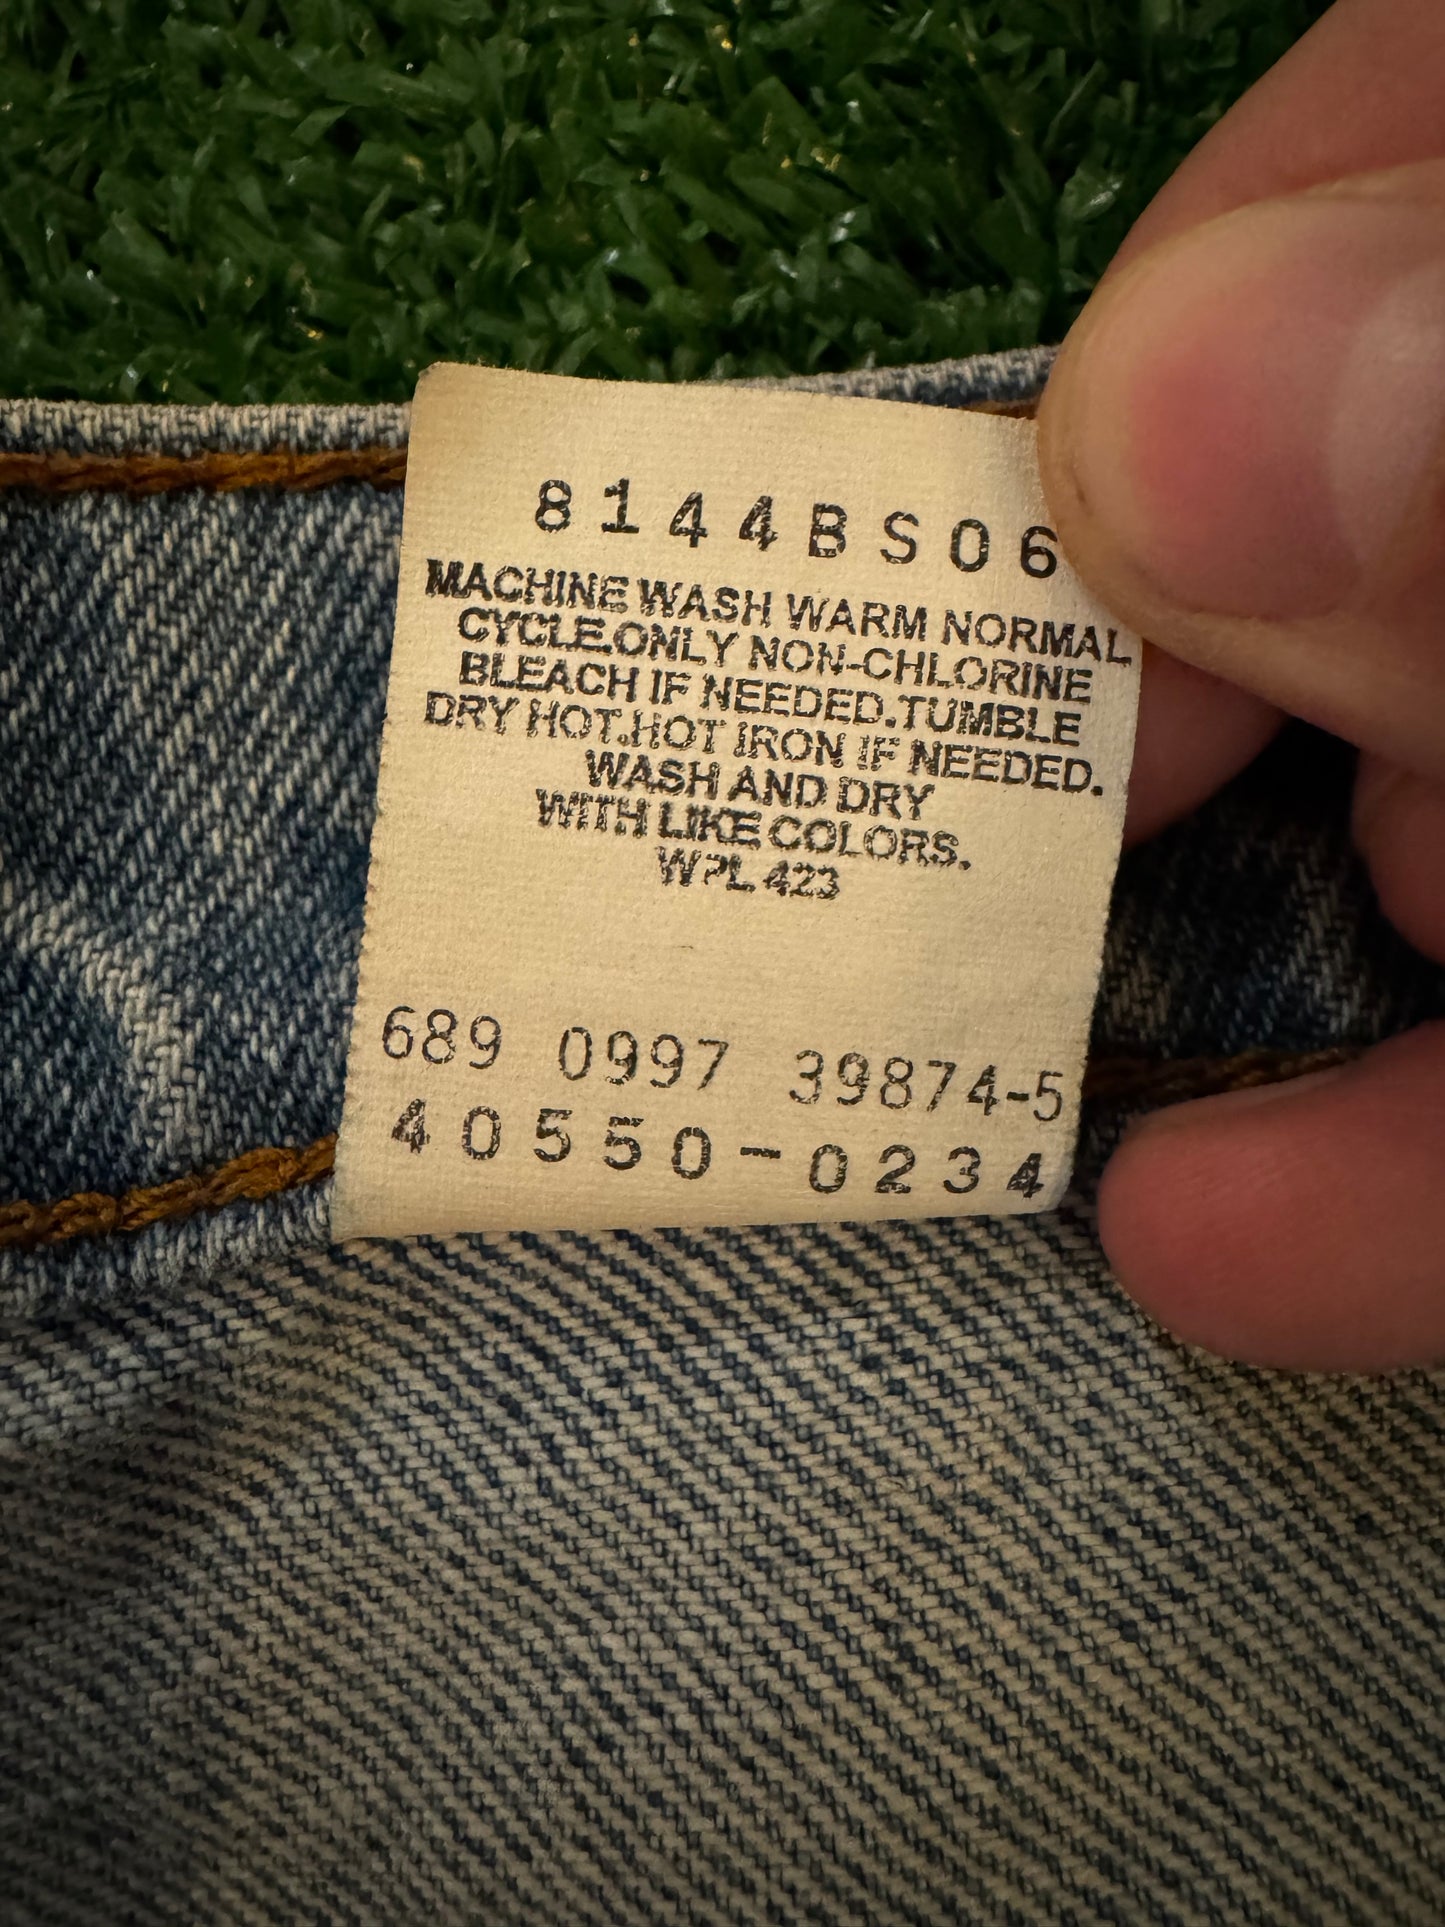 8144BS06
MACHINE WASH WARM NORMAL
CYCLE.ONLY NON-CHLORINE
BLEACH IF NEEDED.TUMBLE
DRY HOT.HOT IRON IF NEEDED.
WASH AND DRY
WITH LIKE COLORS.
WPL 423
689 0997 39874-5
40550-0234